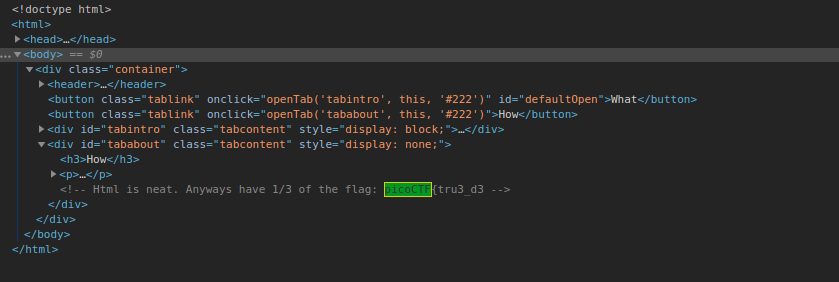 <!doctype html>
<html>
▶<head>…</head>
…▼<body> == $0
▼<div class="container">
▶<header>…</header>
<button class="tablink" onclick="openTab('tabintro', this, '#222')" id="defaultOpen">What</button>
<button class="tablink" onclick="openTab('tababout', this, '#222')">How</button>
▶<div id="tabintro" class="tabcontent" style="display: block;">…</div>
▼<div id="tababout" class="tabcontent" style="display: none;">
<h3>How</h3>
▶<p>…</p>
<!-- Html is neat. Anyways have 1/3 of the flag: picoCTF{tru3_d3 -->
</div>
</div>
</body>
</html>